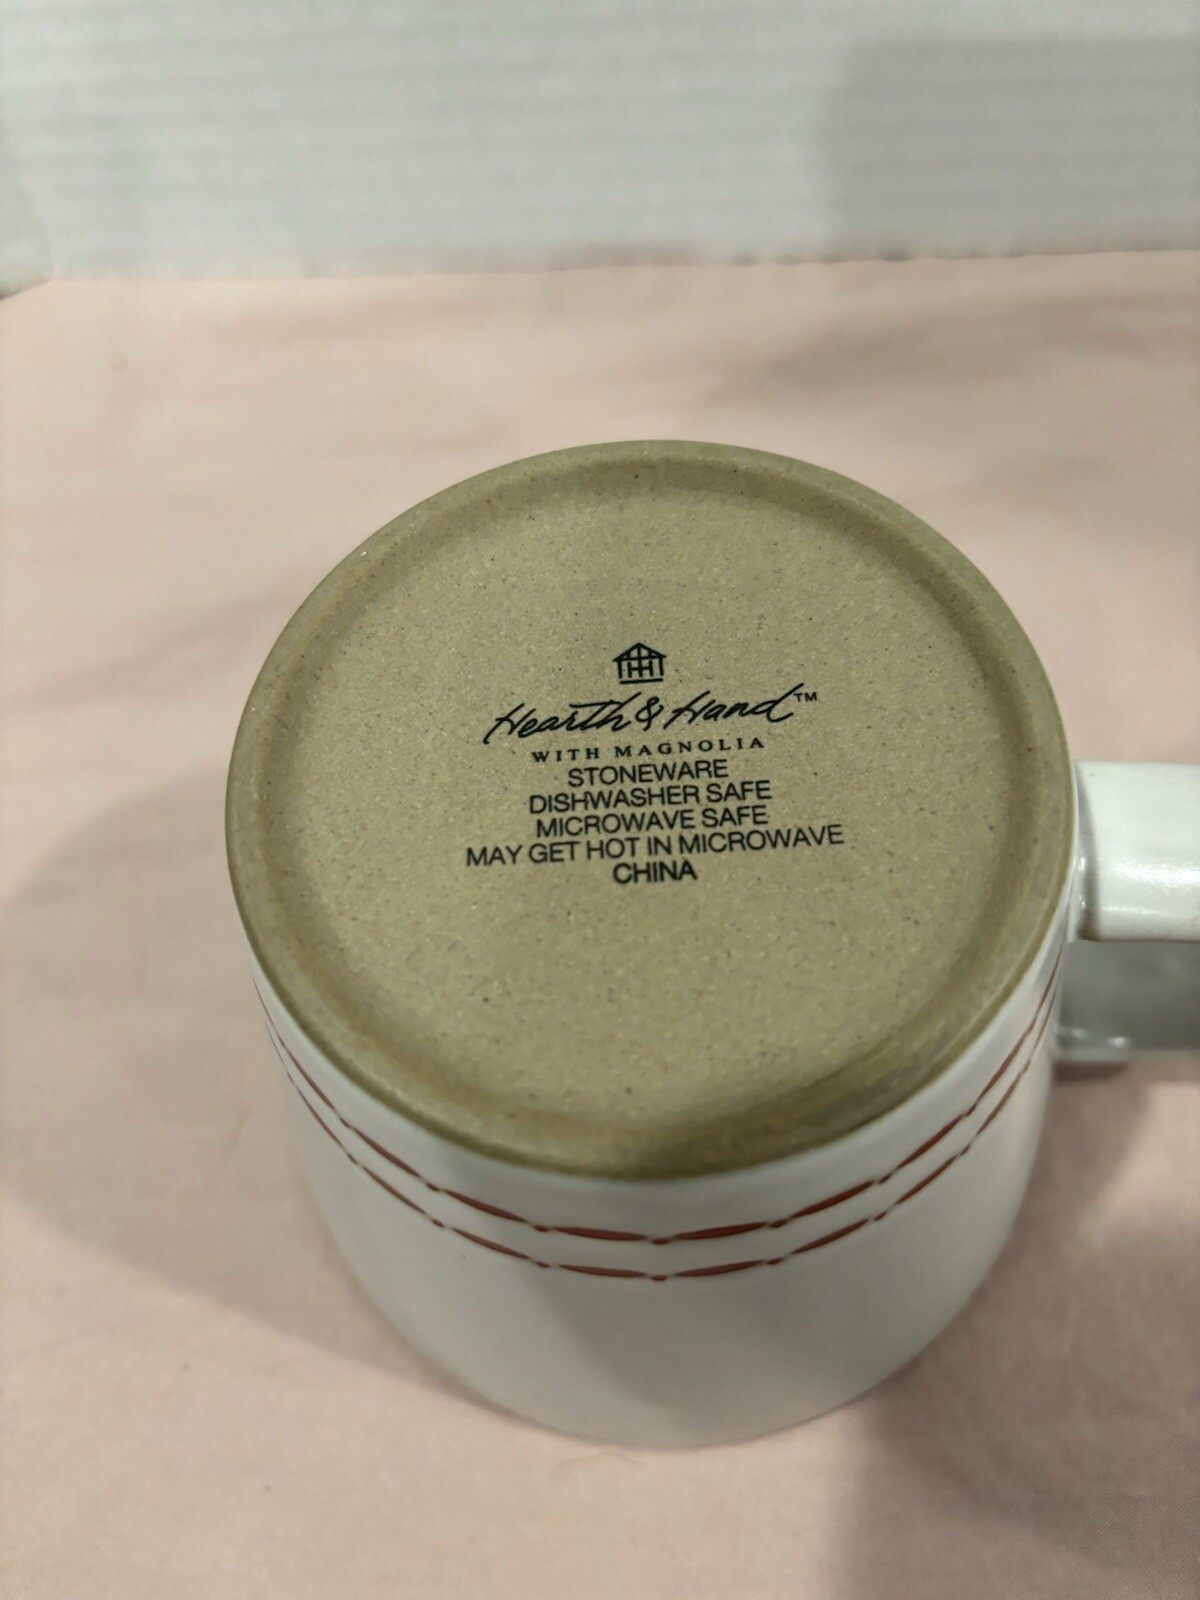 Hearth & Hand™
WITH MAGNOLIA
STONEWARE
DISHWASHER SAFE
MICROWAVE SAFE
MAY GET HOT IN MICROWAVE
CHINA